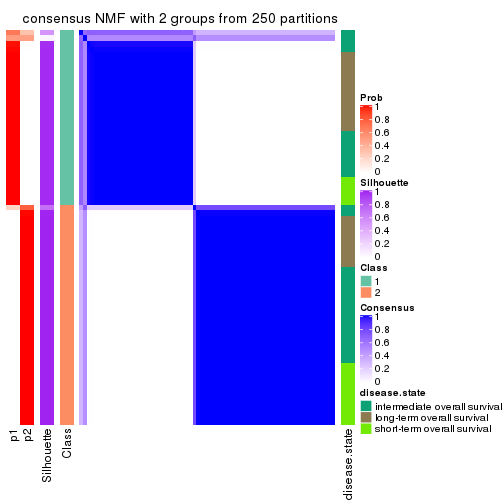 consensus NMF with 2 groups from 250 partitions
Prob
1
0.8
0.6
0.4
0.2
0
Silhouette
1
0.8
0.6
0.4
0.2
0
Class
1
2
Consensus
1
0.8
0.6
0.4
0.2
0
disease.state
intermediate overall survival
long-term overall survival
short-term overall survival
p1
p2
Silhouette
Class
disease.state